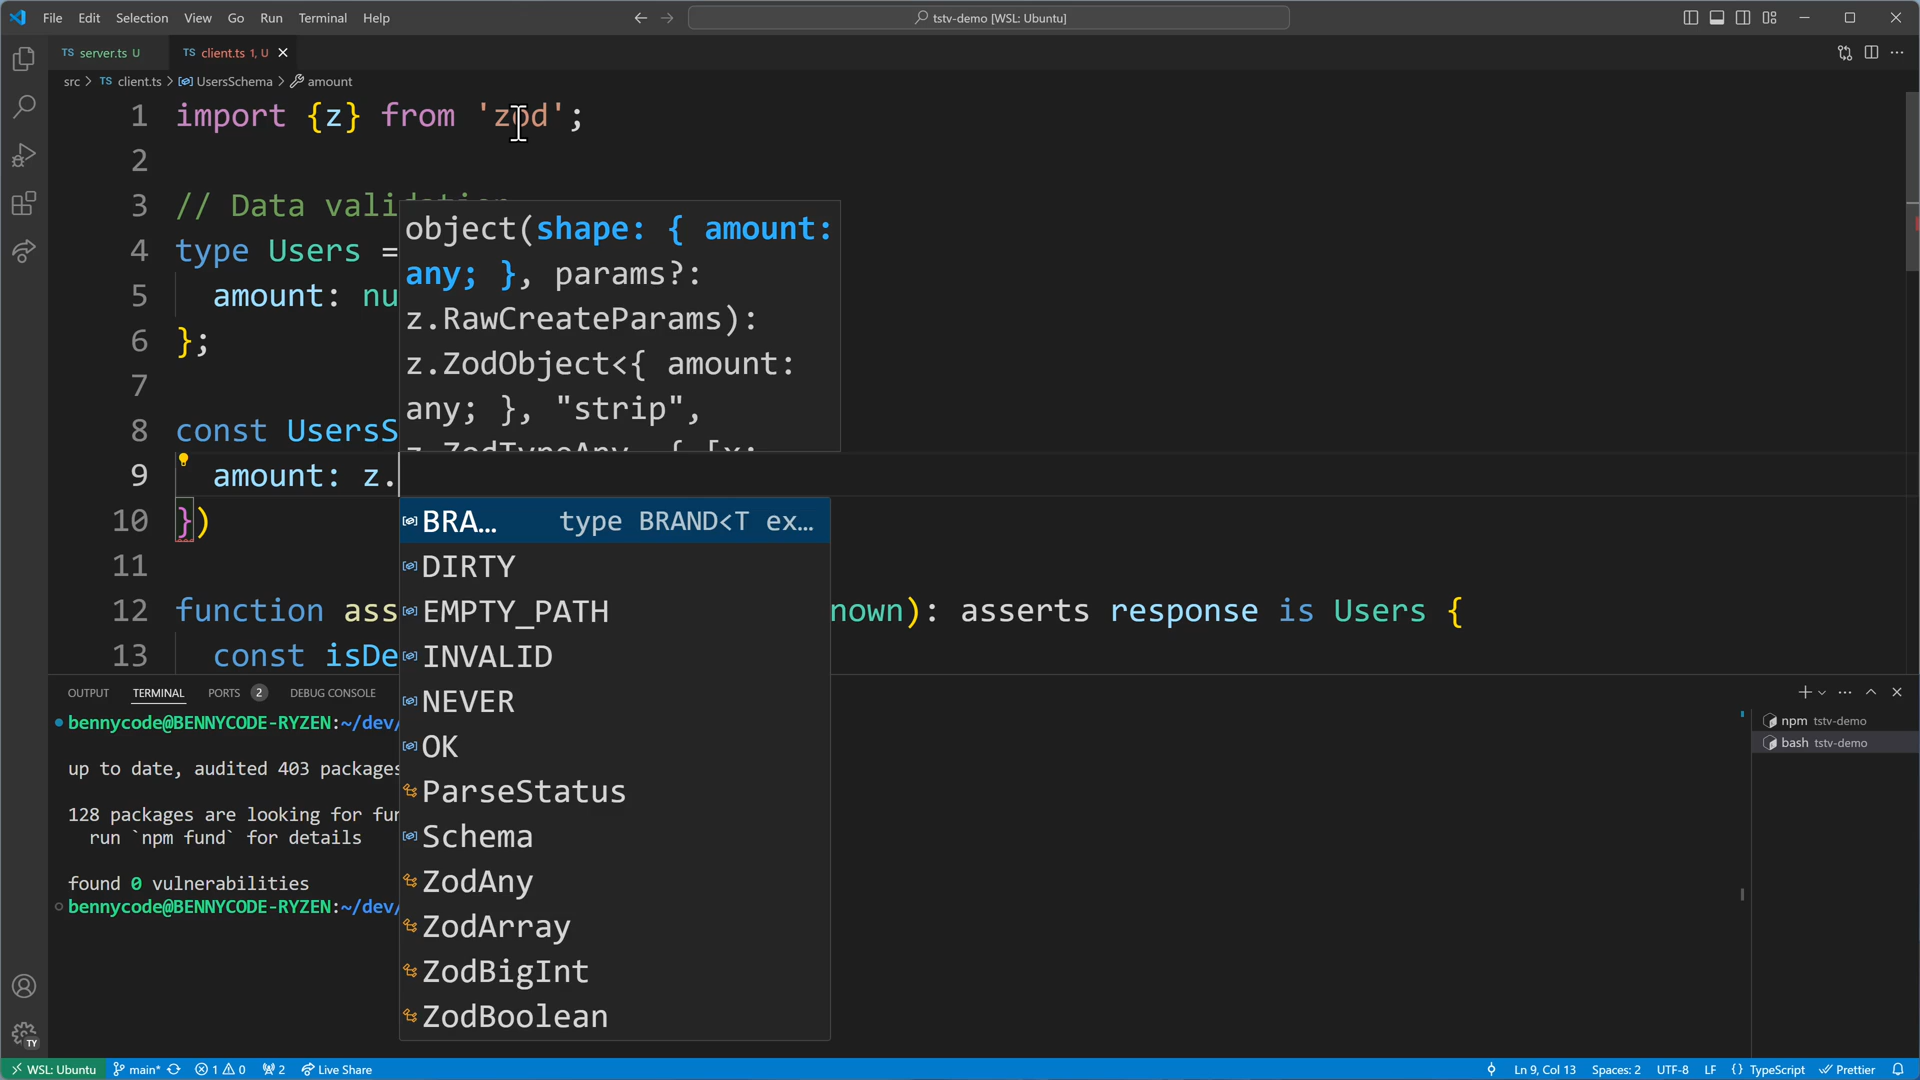 File Edit Selection View Go Run Terminal Help
tstv-demo [WSL: Ubuntu]
TS server.ts U
TS client.ts 1, U
src > TS client.ts > UsersSchema > amount
1 import {z} from 'zod';
2
3 // Data vali
4 type Users =
5 amount: nu
6 };
7
8 const UsersS
9 amount: z.
10 })
11
12 function ass nown): asserts response is Users {
13 const isDe
object(shape: { amount:
any; }, params?:
z.RawCreateParams):
z.ZodObject<{ amount:
any; }, "strip",
z.ZodTypeAny, { [x:
BRA... type BRAND<T ex...
DIRTY
EMPTY_PATH
INVALID
NEVER
OK
ParseStatus
Schema
ZodAny
ZodArray
ZodBigInt
ZodBoolean
OUTPUT TERMINAL PORTS 2 DEBUG CONSOLE
bennycode@BENNYCODE-RYZEN:~/dev/
up to date, audited 403 packages
128 packages are looking for fu
run `npm fund` for details
found 0 vulnerabilities
bennycode@BENNYCODE-RYZEN:~/dev/
npm tstv-demo
bash tstv-demo
TY
WSL: Ubuntu main* 1 0 2 Live Share
Ln 9, Col 13 Spaces: 2 UTF-8 LF {} TypeScript Prettier